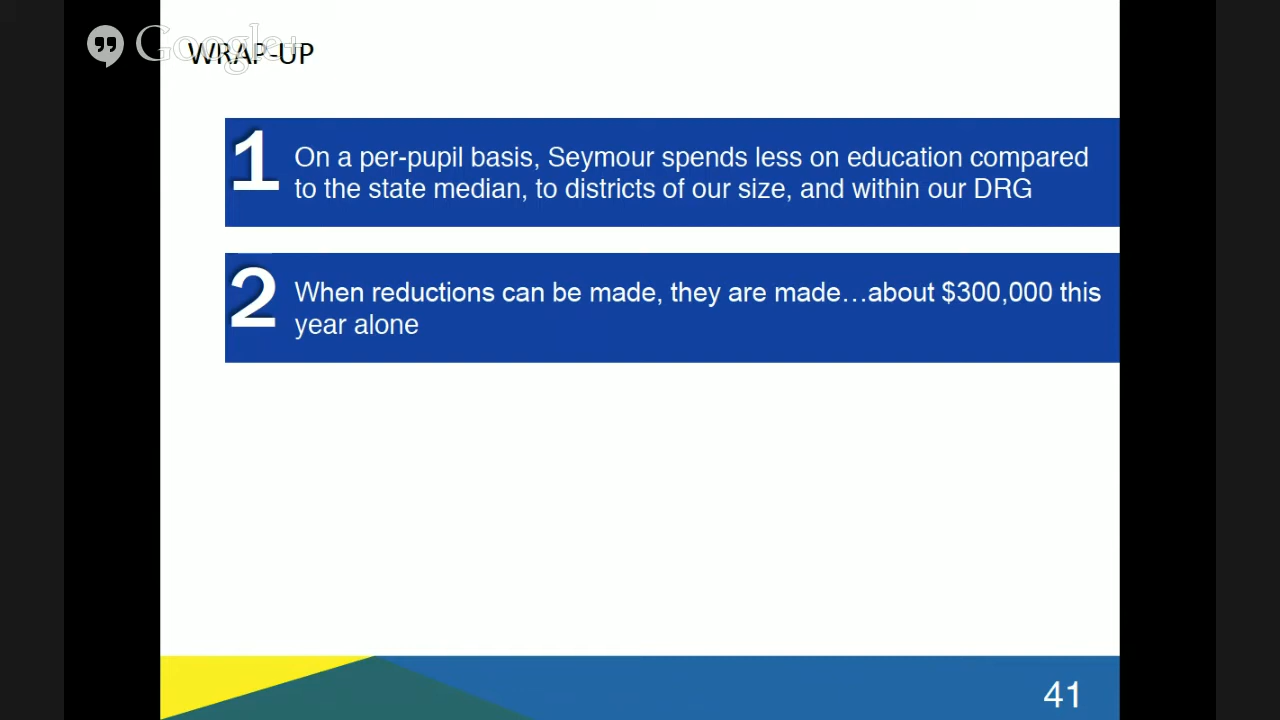 Google+
WRAP-UP
1
On a per-pupil basis, Seymour spends less on education compared
to the state median, to districts of our size, and within our DRG
2
When reductions can be made, they are made…about $300,000 this
year alone
41